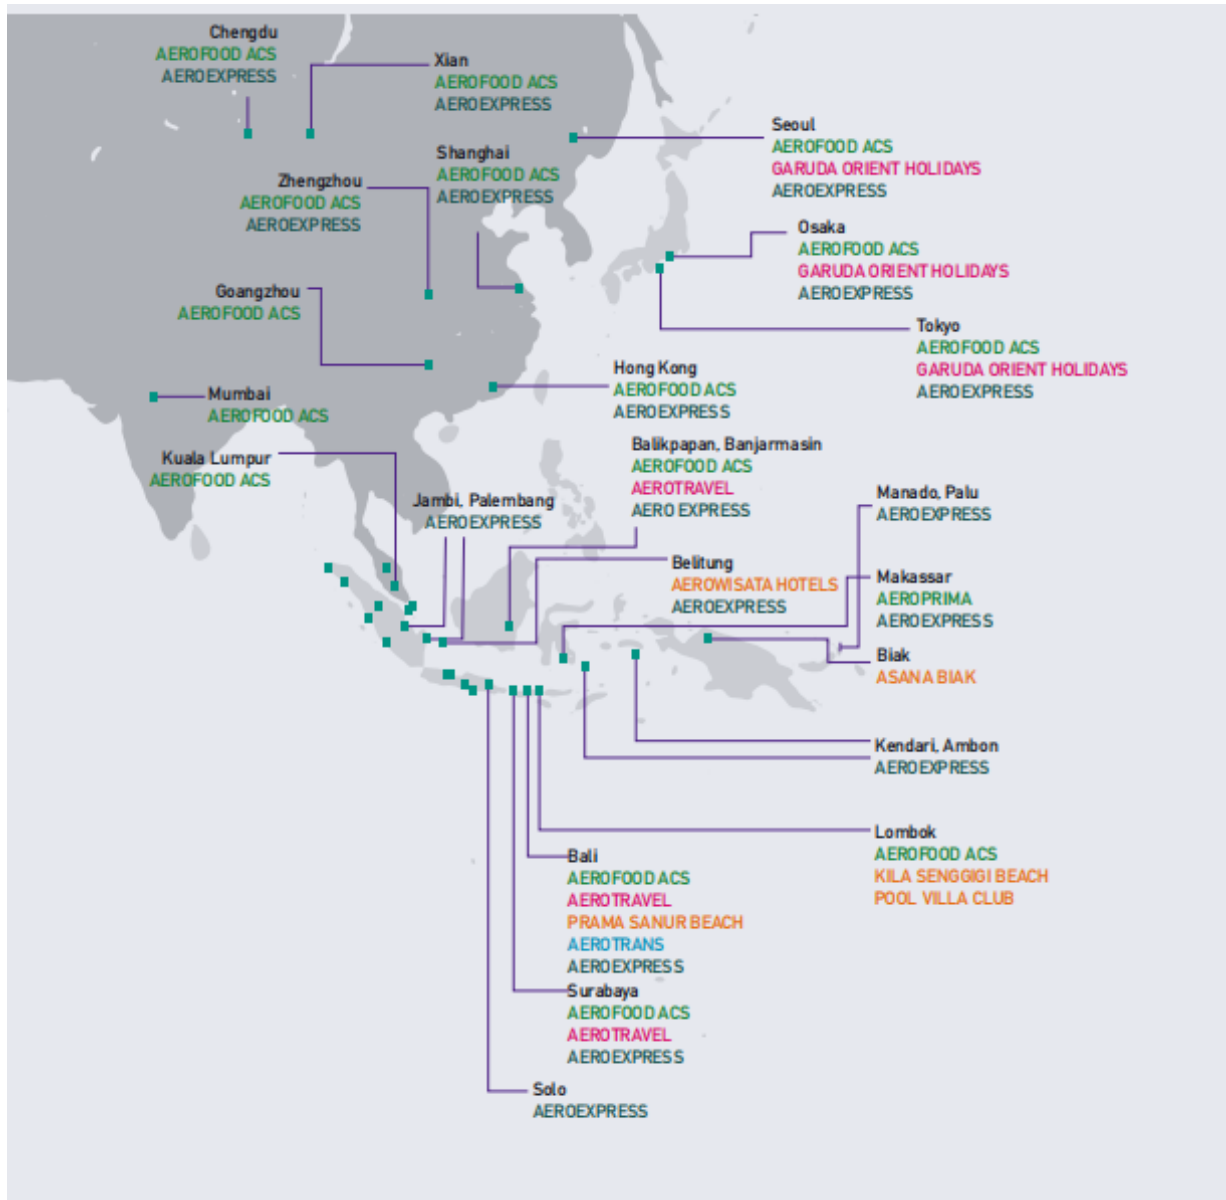 Chengdu
AEROFOOD ACS
AEROEXPRESS
Xian
AEROFOOD ACS
AEROEXPRESS
Seoul
AEROFOOD ACS
GARUDA ORIENT HOLIDAYS
AEROEXPRESS
Shanghai
AEROFOOD ACS
AEROEXPRESS
Zhengzhou
AEROFOOD ACS
AEROEXPRESS
Osaka
AEROFOOD ACS
GARUDA ORIENT HOLIDAYS
AEROEXPRESS
Goangzhou
AEROFOOD ACS
Tokyo
AEROFOOD ACS
GARUDA ORIENT HOLIDAYS
AEROEXPRESS
Hong Kong
AEROFOOD ACS
AEROEXPRESS
Mumbai
AEROFOOD ACS
Balikpapan, Banjarmasin
AEROFOOD ACS
AEROTRAVEL
AERO EXPRESS
Kuala Lumpur
AEROFOOD ACS
Jambi, Palembang
AEROEXPRESS
Manado, Palu
AEROEXPRESS
Belitung
AEROWISATA HOTELS
AEROEXPRESS
Makassar
AEROPRIMA
AEROEXPRESS
Biak
ASANA BIAK
Kendari, Ambon
AEROEXPRESS
Lombok
AEROFOOD ACS
KILA SENGGIGI BEACH
POOL VILLA CLUB
Bali
AEROFOOD ACS
AEROTRAVEL
PRAMA SANUR BEACH
AEROTRANS
AEROEXPRESS
Surabaya
AEROFOOD ACS
AEROTRAVEL
AEROEXPRESS
Solo
AEROEXPRESS